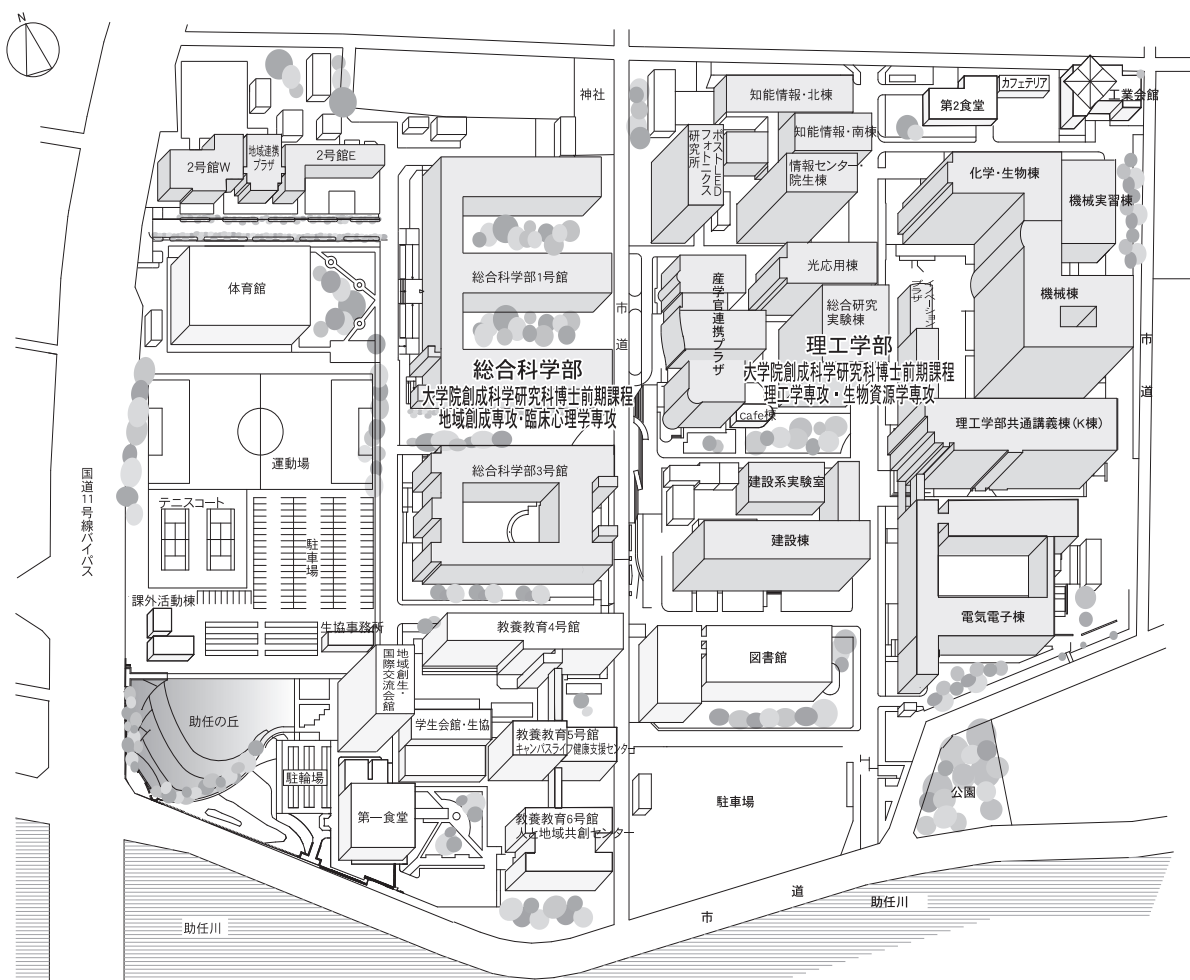 N
神社
知能情報・北棟
カフェテリア
第2食堂
工業会館
2号館W
地域連携
プラザ
2号館E
ポストLED
フォトニクス
研究所
知能情報・南棟
情報センター・
院生棟
化学・生物棟
機械実習棟
体育館
総合科学部1号館
市道
産学官連携プラザ
光応用棟
総合研究
実験棟
イノベーション
プラザ
機械棟
市道
総合科学部
大学院創成科学研究科博士前期課程
地域創成専攻・臨床心理学専攻
理工学部
大学院創成科学研究科博士前期課程
理工学専攻・生物資源学専攻
cafe棟
理工学部共通講義棟(K棟)
運動場
総合科学部3号館
建設系実験室
国道11号線バイパス
テニスコート
駐車場
建設棟
課外活動棟
生協事務所
教養教育4号館
電気電子棟
地域創生・
国際交流会館
図書館
助任の丘
学生会館・生協
教養教育5号館
キャンパスライフ健康支援センター
駐輪場
第一食堂
駐車場
公園
教養教育6号館
人と地域共創センター
市道
助任川
助任川